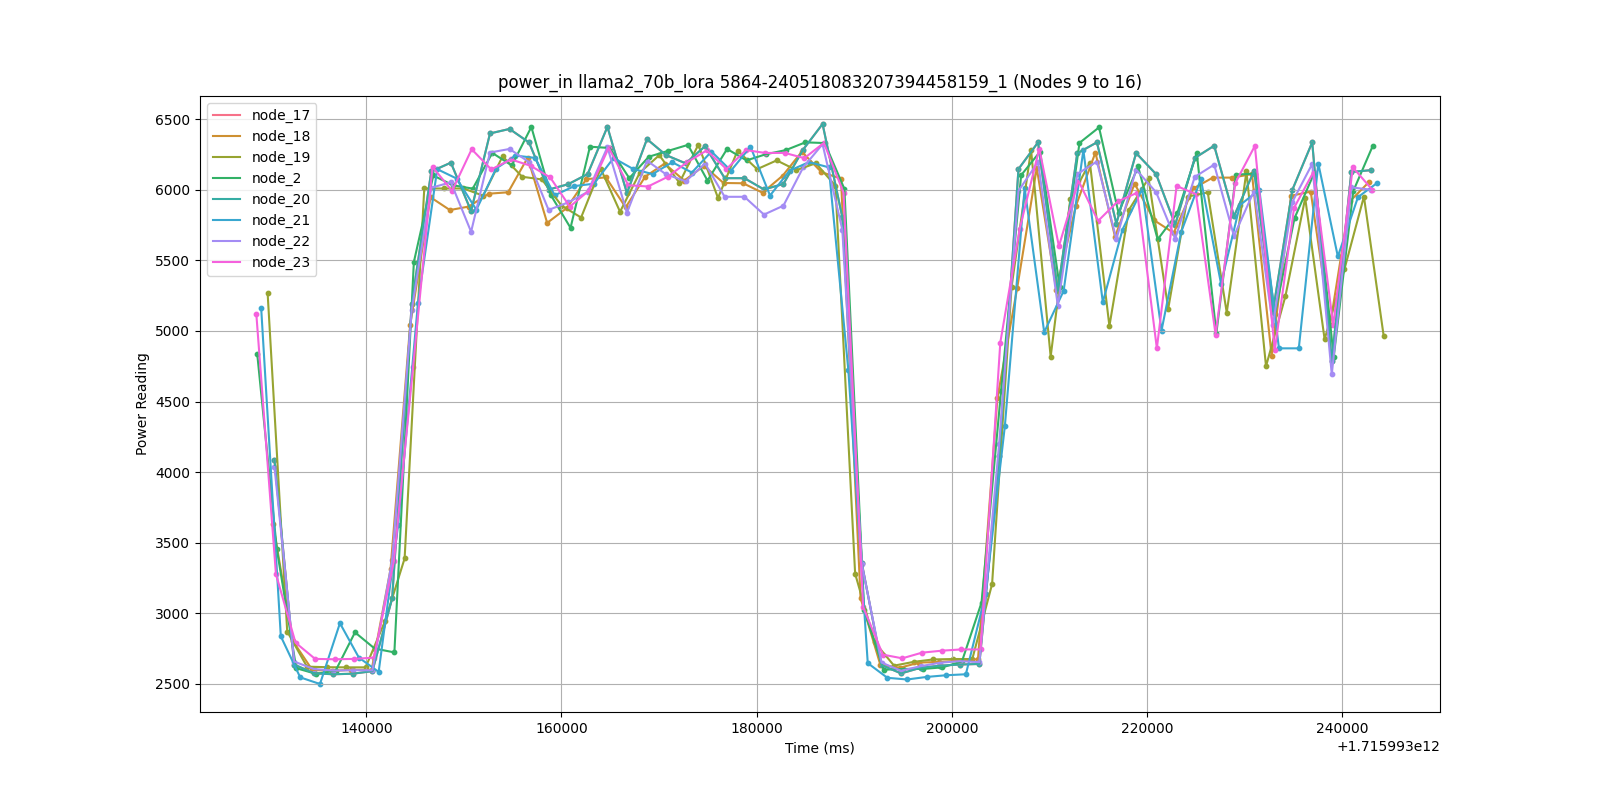 power_in llama2_70b_lora 5864-240518083207394458159_1 (Nodes 9 to 16)
node_17
node_18
node_19
node_2
node_20
node_21
node_22
node_23
6500
6000
5500
5000
4500
4000
3500
3000
2500
Power Reading
140000 160000 180000 200000 220000 240000
Time (ms)
+1.715993e12